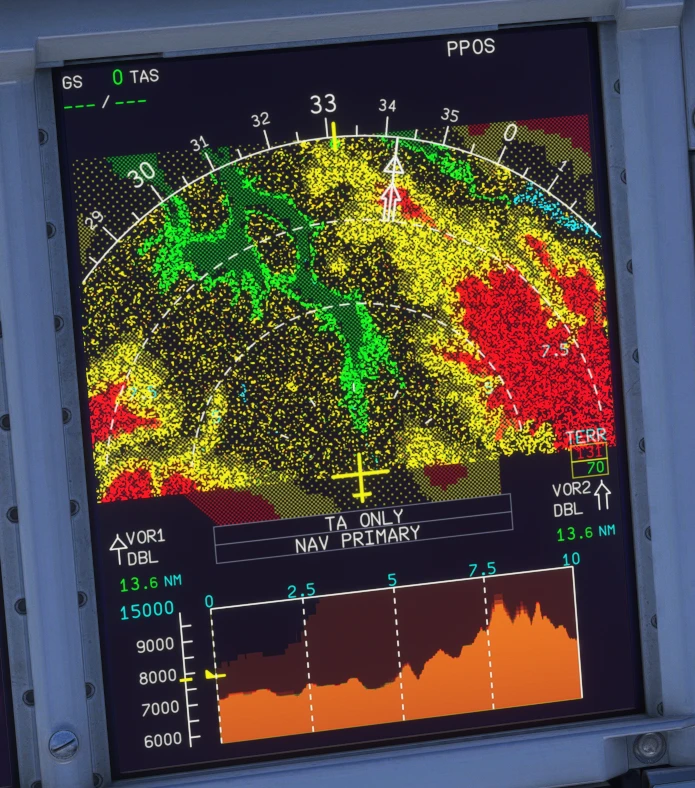 PPOS
GS 0 TAS
---/---
29
30
31
32
33
34
35
0
1
7.5
TERR
131
70
VOR2
DBL
13.6 NM
TA ONLY
NAV PRIMARY
VOR1
DBL
13.6 NM
15000
0
2.5
5
7.5
10
9000
8000
7000
6000